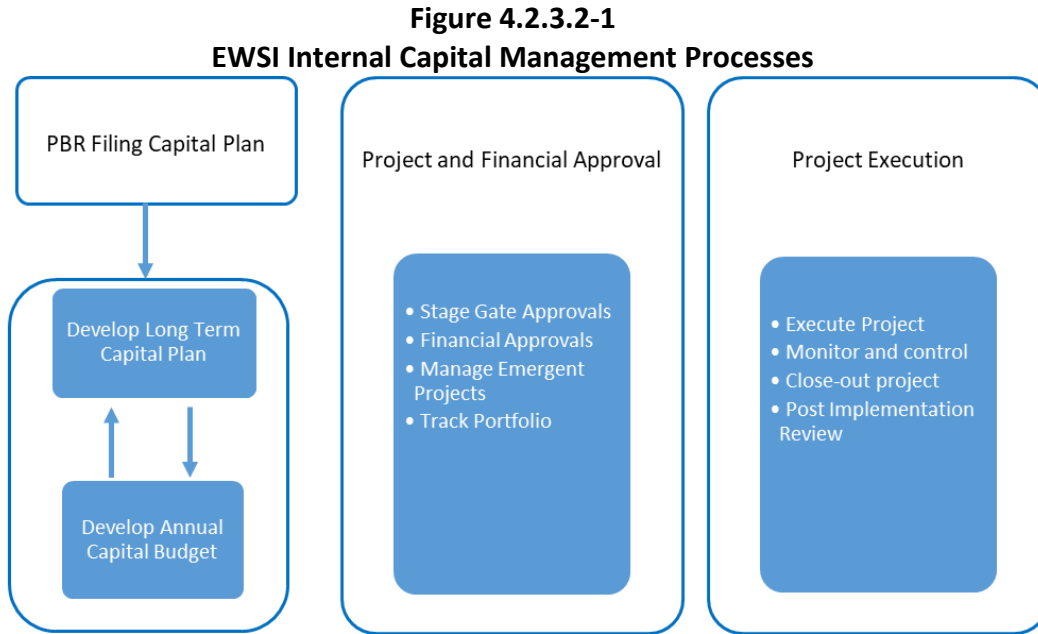 Figure 4.2.3.2-1
EWSI Internal Capital Management Processes
PBR Filing Capital Plan
Develop Long Term
Capital Plan
Develop Annual
Capital Budget
Project and Financial Approval
• Stage Gate Approvals
• Financial Approvals
• Manage Emergent
Projects
• Track Portfolio
Project Execution
• Execute Project
• Monitor and control
• Close-out project
• Post Implementation
Review